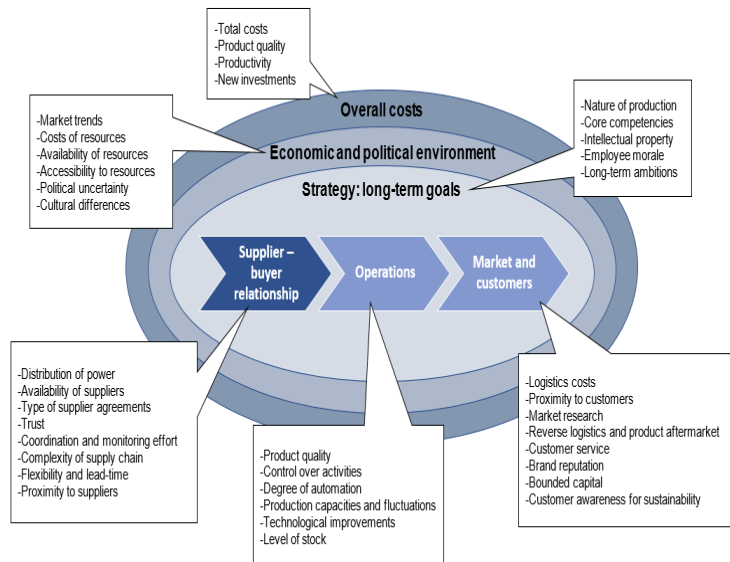 -Total costs
-Product quality
-Productivity
-New investments
Overall costs
-Market trends
-Costs of resources
-Availability of resources
-Accessibility to resources
-Political uncertainty
-Cultural differences
Economic and political environment
-Nature of production
-Core competencies
-Intellectual property
-Employee morale
-Long-term ambitions
Strategy: long-term goals
Supplier –
buyer
relationship
Operations
Market and
customers
-Distribution of power
-Availability of suppliers
-Type of supplier agreements
-Trust
-Coordination and monitoring effort
-Complexity of supply chain
-Flexibility and lead-time
-Proximity to suppliers
-Product quality
-Control over activities
-Degree of automation
-Production capacities and fluctuations
-Technological improvements
-Level of stock
-Logistics costs
-Proximity to customers
-Market research
-Reverse logistics and product aftermarket
-Customer service
-Brand reputation
-Bounded capital
-Customer awareness for sustainability